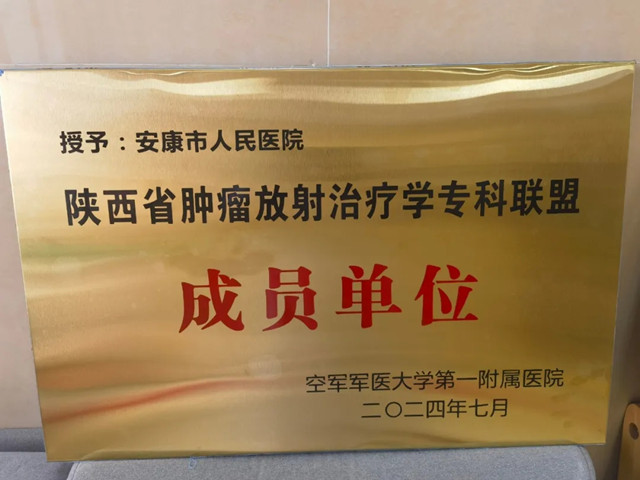 授予：安康市人民医院
陕西省肿瘤放射治疗学专科联盟
成员单位
空军军医大学第一附属医院
二〇二四年七月